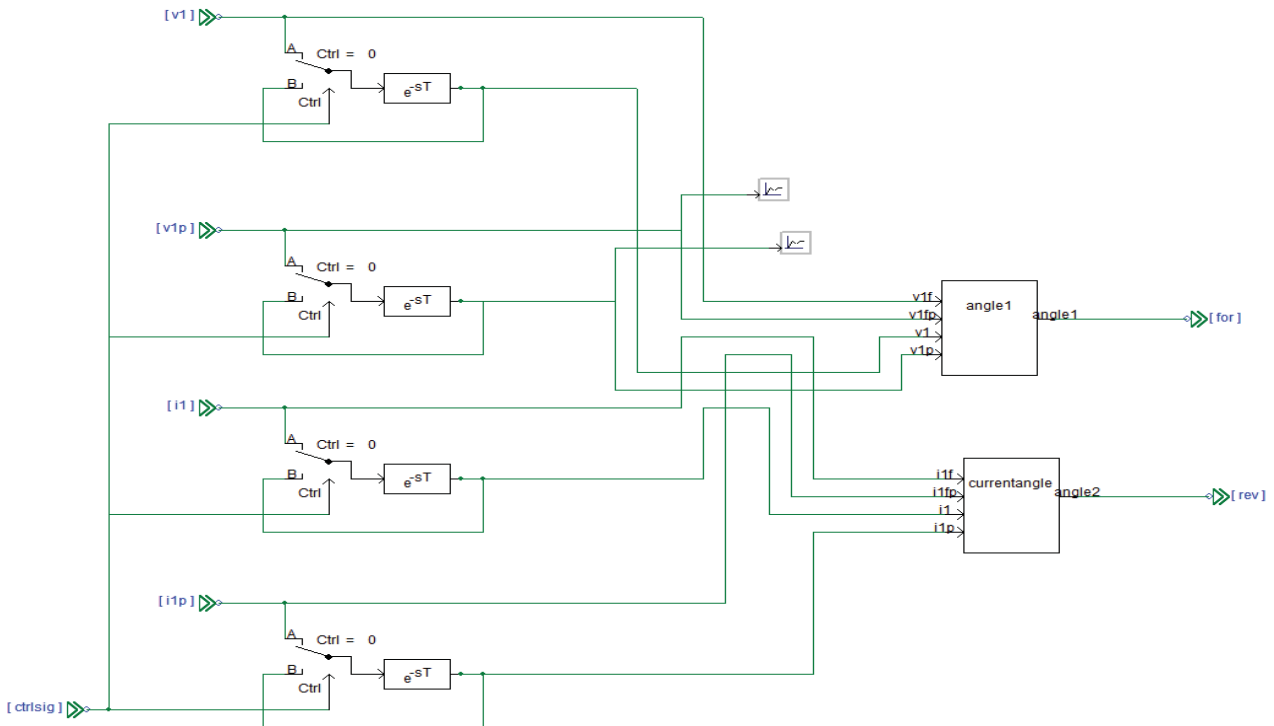 [v1]
A
Ctrl = 0
B
Ctrl
e-sT
[v1p]
A
Ctrl = 0
B
Ctrl
e-sT
v1f
v1fp
v1
v1p
angle1
angle1
[for]
[i1]
A
Ctrl = 0
B
Ctrl
e-sT
i1f
i1fp
i1
i1p
currentangle
angle2
[rev]
[i1p]
A
Ctrl = 0
B
Ctrl
e-sT
[ctrlsig]